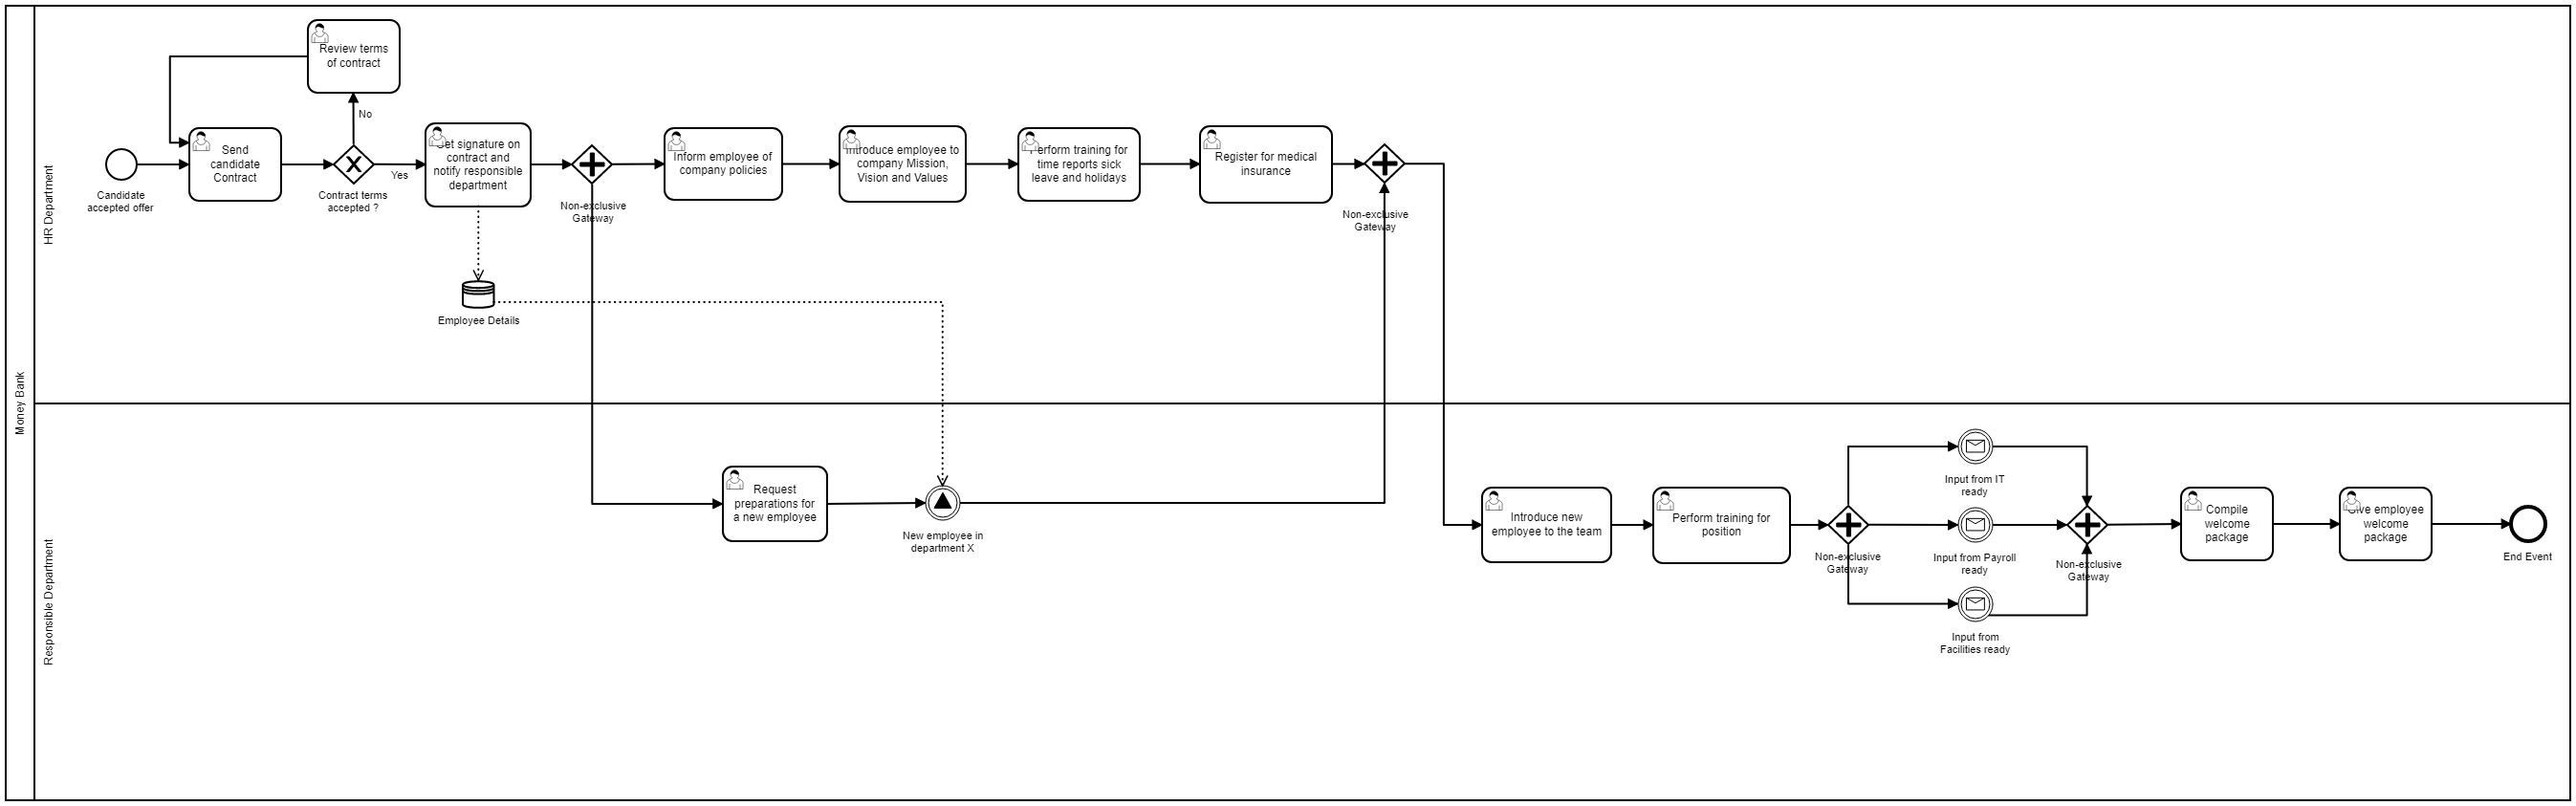 Money Bank
HR Department
Review terms
of contract
No
Candidate
accepted offer
Send
candidate
Contract
Contract terms
accepted ?
Yes
signature on
contract and
notify responsible
department
Employee Details
Non-exclusive
Gateway
Inform employee of
company policies
Introduce employee to
company Mission,
Vision and Values
Perform training for
time reports sick
leave and holidays
Register for medical
insurance
Non-exclusive
Gateway
Responsible Department
Request
preparations for
a new employee
New employee in
department X
Introduce new
employee to the team
Perform training for
position
Non-exclusive
Gateway
Input from IT
ready
Input from Payroll
ready
Input from
Facilities ready
Non-exclusive
Gateway
Compile
welcome
package
Give employee
welcome
package
End Event